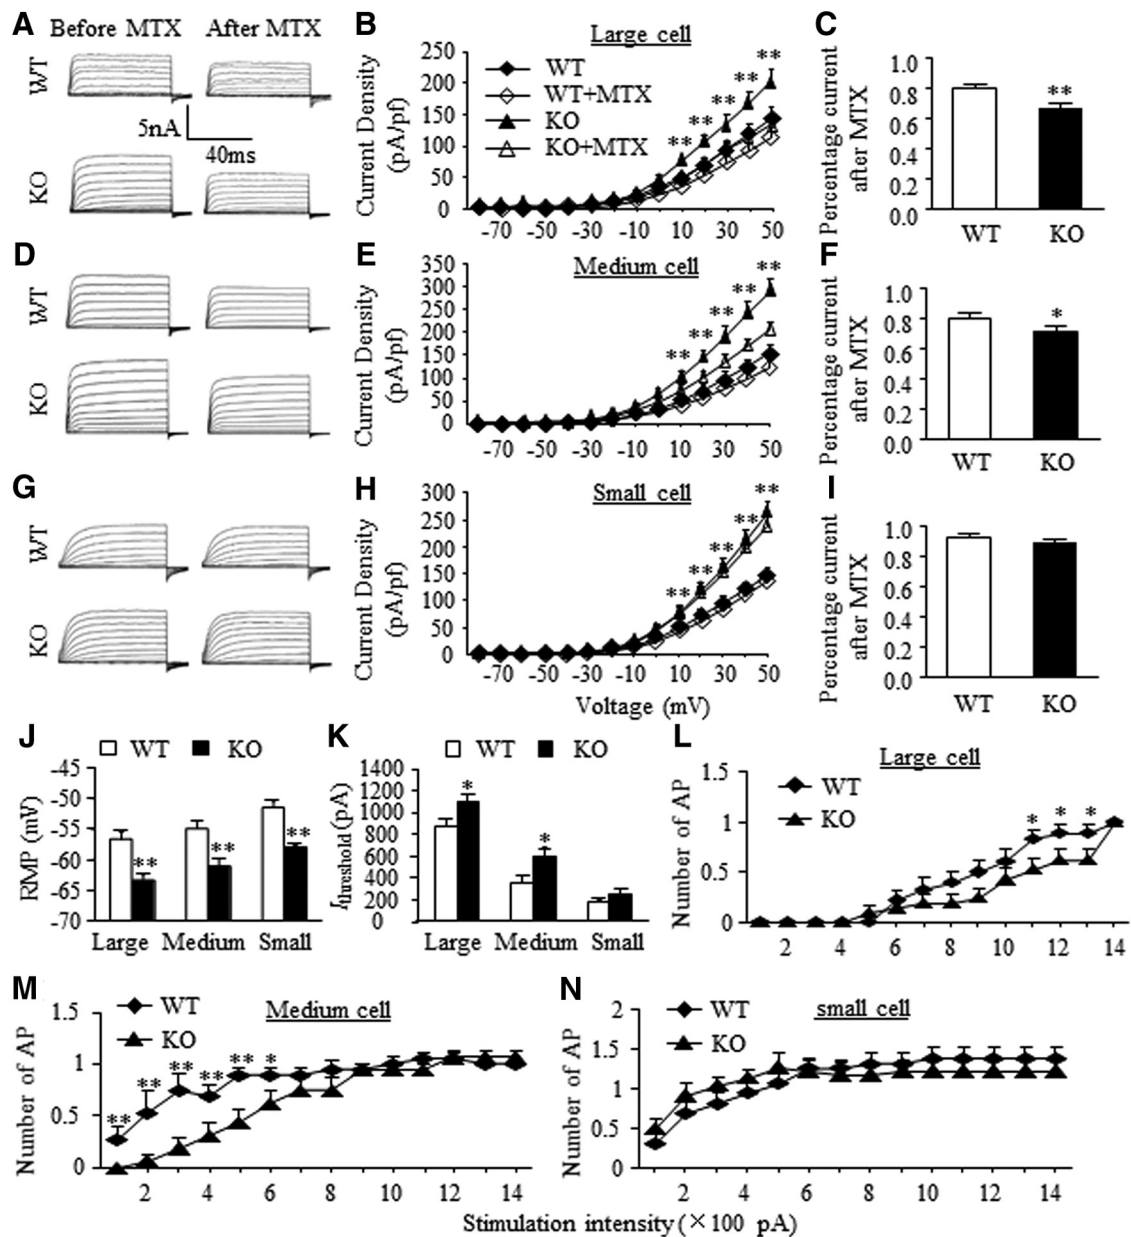 A Before MTX After MTX
WT
5nA
40ms
KO
B Large cell
Current Density
(pA/pf)
250
200
150
100
50
0
WT
WT+MTX
KO
KO+MTX
** ** ** ** **
-70 -50 -30 -10 10 30 50
C
Percentage current
after MTX
1.0
0.8
0.6
0.4
0.2
0.0
**
WT KO
D
WT
KO
E Medium cell
Current Density
(pA/pf)
350
300
250
200
150
100
50
0
** ** ** ** **
-70 -50 -30 -10 10 30 50
F
Percentage current
after MTX
1.0
0.8
0.6
0.4
0.2
0.0
*
WT KO
G
WT
KO
H Small cell
Current Density
(pA/pf)
300
250
200
150
100
50
0
** ** ** ** **
-70 -50 -30 -10 10 30 50
Voltage (mV)
I
Percentage current
after MTX
1.0
0.8
0.6
0.4
0.2
0.0
WT KO
J WT KO
RMP (mV)
-45
-50
-55
-60
-65
-70
** ** **
Large Medium Small
K WT KO
Ithreshold (pA)
1400
1200
1000
800
600
400
200
0
* *
Large Medium Small
L Large cell
Number of AP
1.5
1
0.5
0
WT
KO
* * *
2 4 6 8 10 12 14
M Medium cell
Number of AP
1.5
1
0.5
0
WT
KO
** ** ** ** ** *
2 4 6 8 10 12 14
N small cell
Number of AP
2
1.5
1
0.5
0
WT
KO
2 4 6 8 10 12 14
Stimulation intensity (×100 pA)